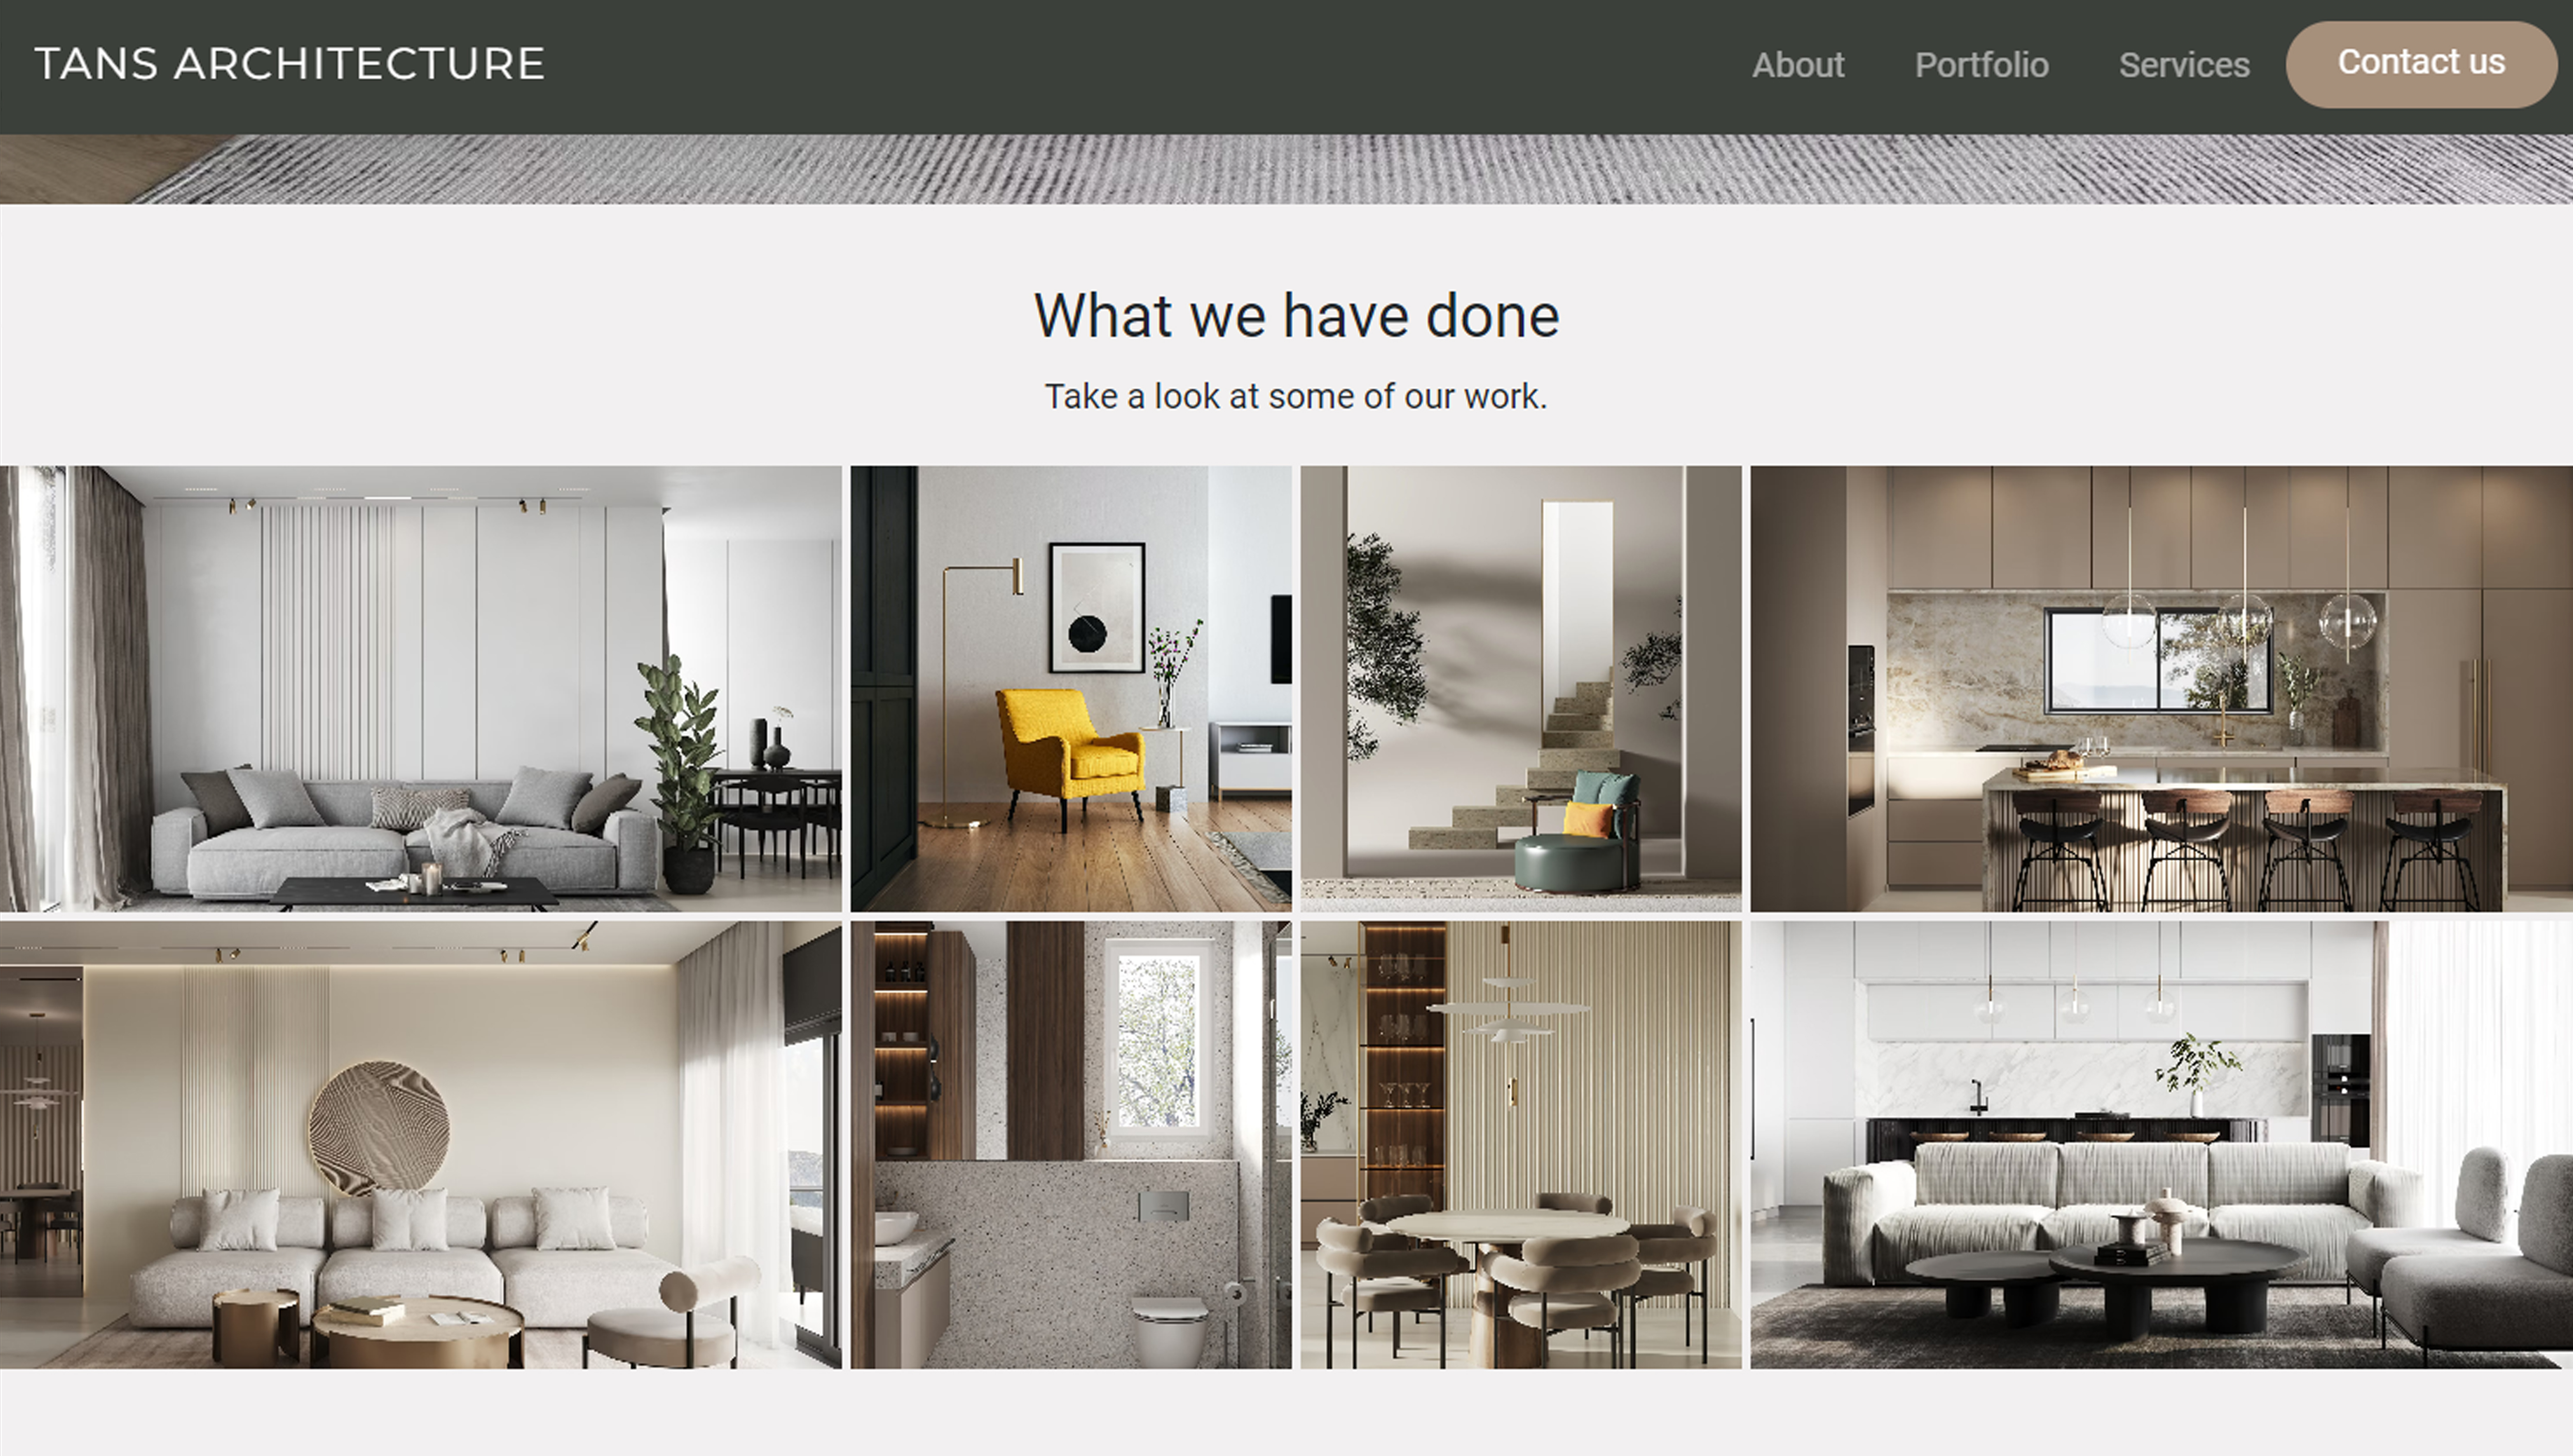 TANS ARCHITECTURE
About Portfolio Services Contact us
What we have done
Take a look at some of our work.